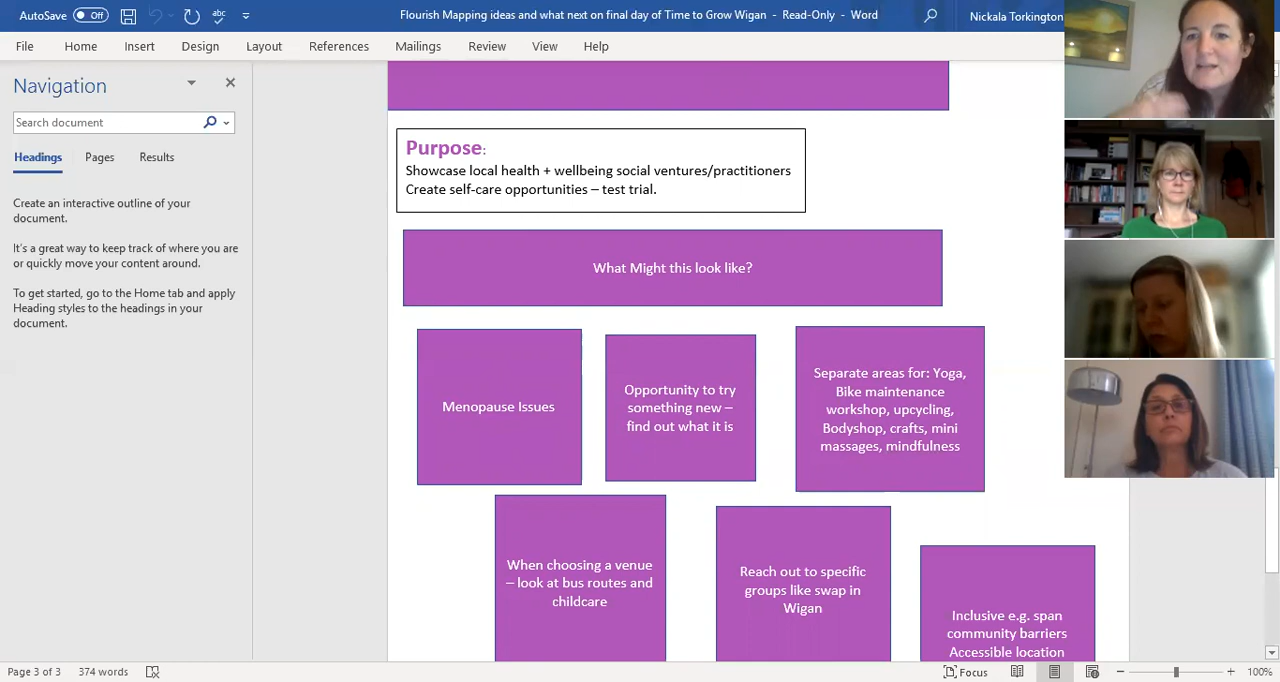 AutoSave Off
Flourish Mapping ideas and what next on final day of Time to Grow Wigan - Read-Only - Word
Nickala Torkington
File Home Insert Design Layout References Mailings Review View Help
Navigation
Search document
Headings Pages Results
Create an interactive outline of your
document.
It's a great way to keep track of where you are
or quickly move your content around.
To get started, go to the Home tab and apply
Heading styles to the headings in your
document.
Purpose:
Showcase local health + wellbeing social ventures/practitioners
Create self-care opportunities – test trial.
What Might this look like?
Menopause Issues
Opportunity to try
something new –
find out what it is
Separate areas for: Yoga,
Bike maintenance
workshop, upcycling,
Bodyshop, crafts, mini
massages, mindfulness
When choosing a venue
– look at bus routes and
childcare
Reach out to specific
groups like swap in
Wigan
Inclusive e.g. span
community barriers
Accessible location
Page 3 of 3 374 words
Focus
100%